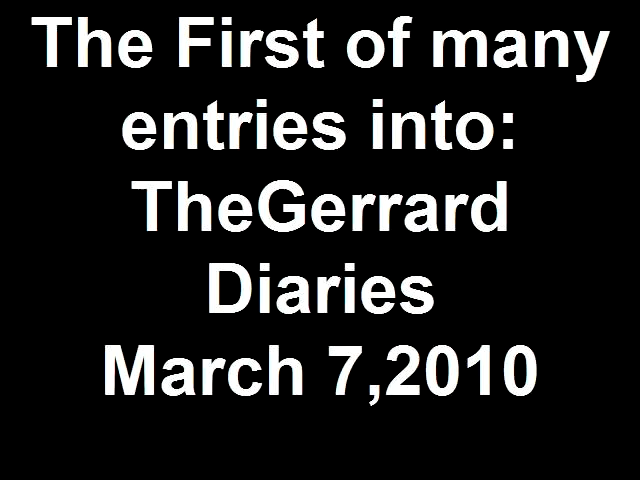 The First of many
entries into:
TheGerrard
Diaries
March 7,2010